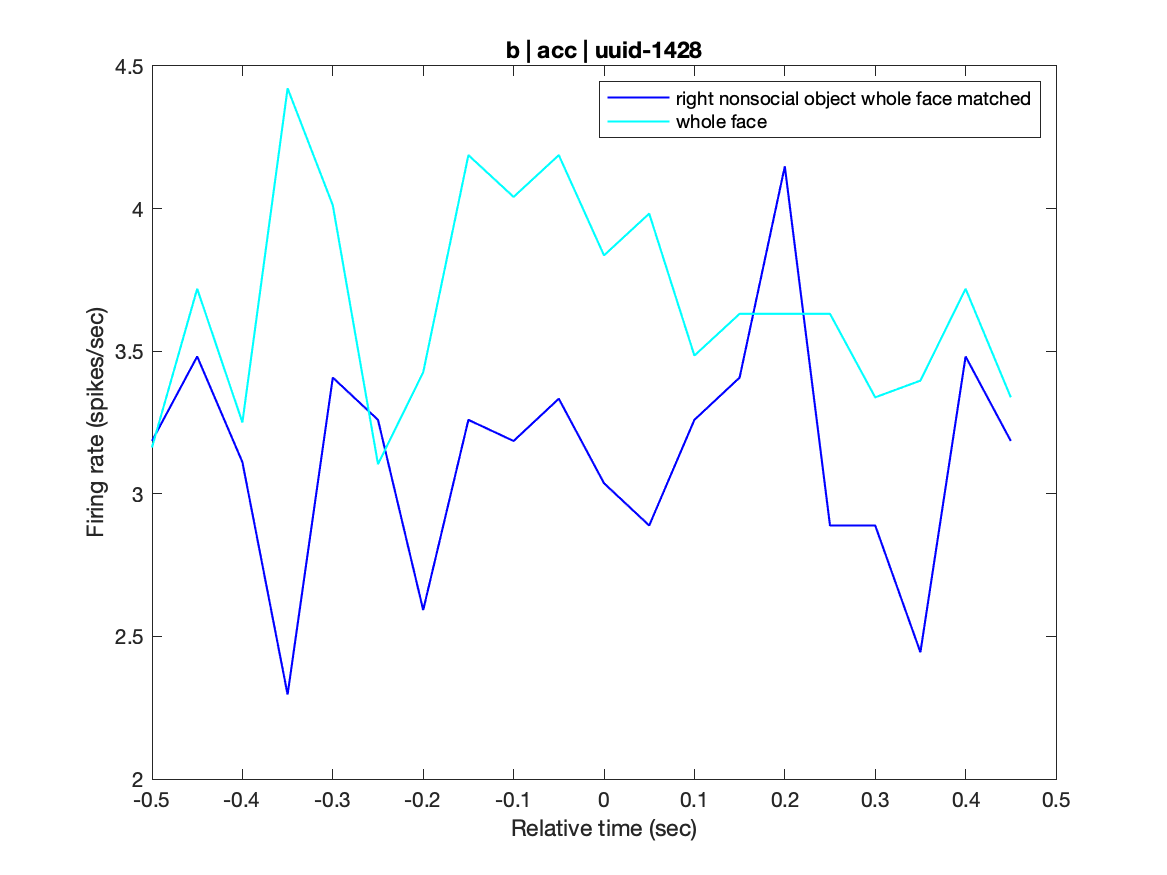 b | acc | uuid-1428
right nonsocial object whole face matched
whole face
4.5
4
3.5
3
2.5
2
Firing rate (spikes/sec)
-0.5 -0.4 -0.3 -0.2 -0.1 0 0.1 0.2 0.3 0.4 0.5
Relative time (sec)